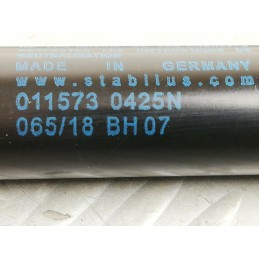 MADE IN GERMANY
www.stabilus.com
011573 0425N
065/18 BH07